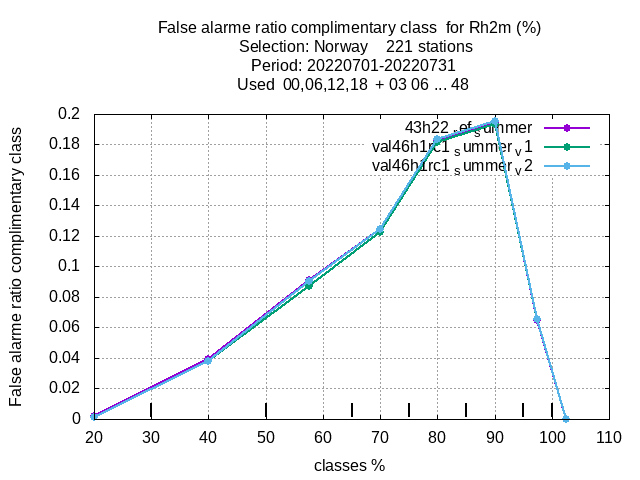 False alarme ratio complimentary class for Rh2m (%)
Selection: Norway 221 stations
Period: 20220701-20220731
Used 00,06,12,18 + 03 06 ... 48
False alarme ratio complimentary class
0.2
0.18
0.16
0.14
0.12
0.1
0.08
0.06
0.04
0.02
0
43h22_ref_summer
val46h1rc1_summer_v1
val46h1rc1_summer_v2
20 30 40 50 60 70 80 90 100 110
classes %